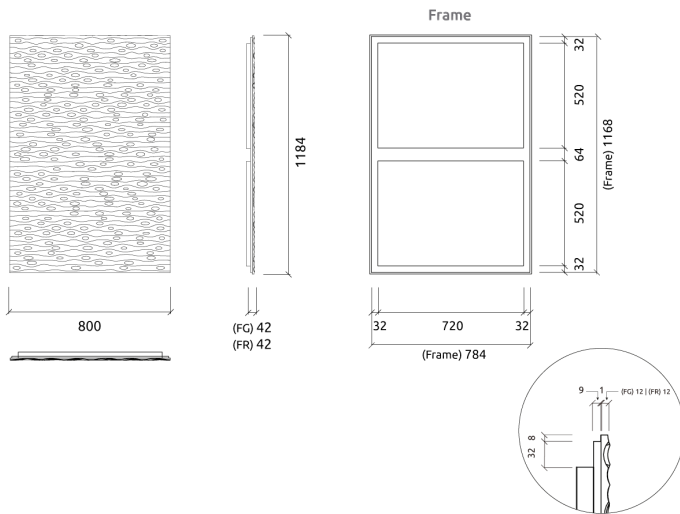 Frame
1184
800
(FG) 42
(FR) 42
32
520
64
520
32
(Frame) 1168
32
720
32
(Frame) 784
9
1
(FG) 12 | (FR) 12
8
32